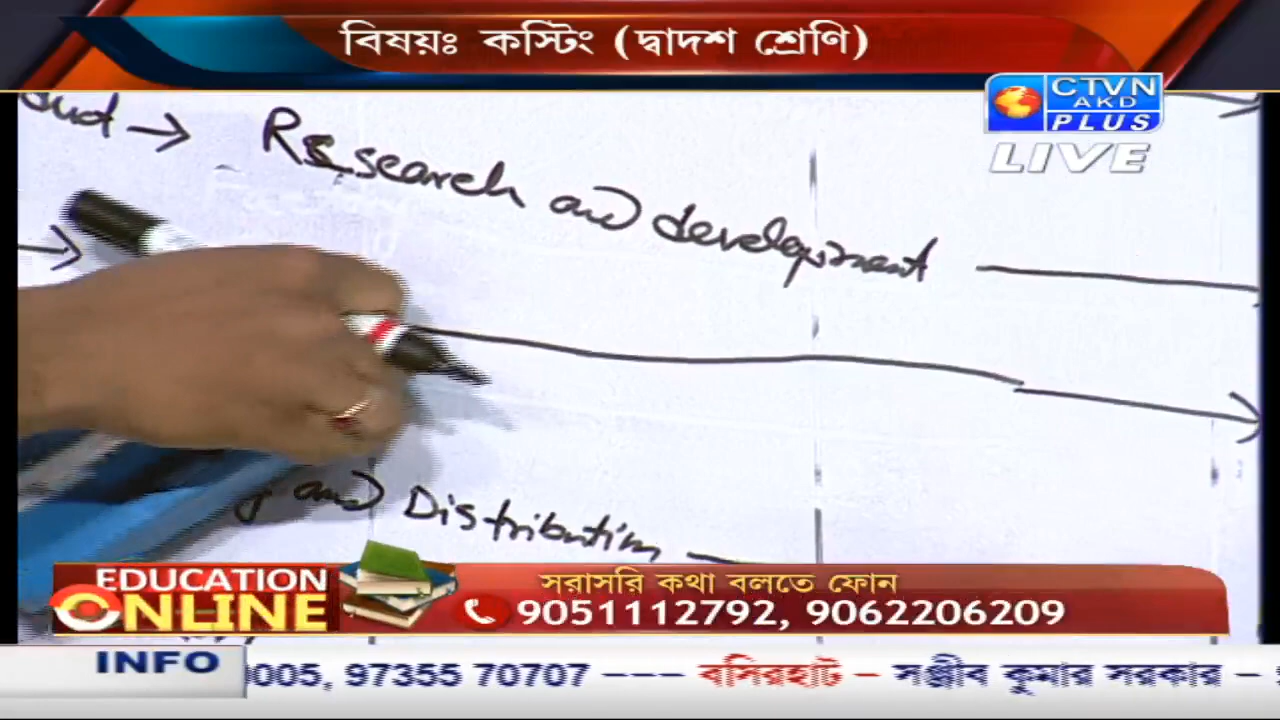 বিষয়ঃ কস্টিং (দ্বাদশ শ্রেণি)
CTVN
AKD
PLUS
LIVE
Research and development
and Distribution
EDUCATION
ONLINE
সরাসরি কথা বলতে ফোন
9051112792, 9062206209
INFO
005, 97355 70707 --- বসিরহাট - সঞ্জীব কুমার সরকার -